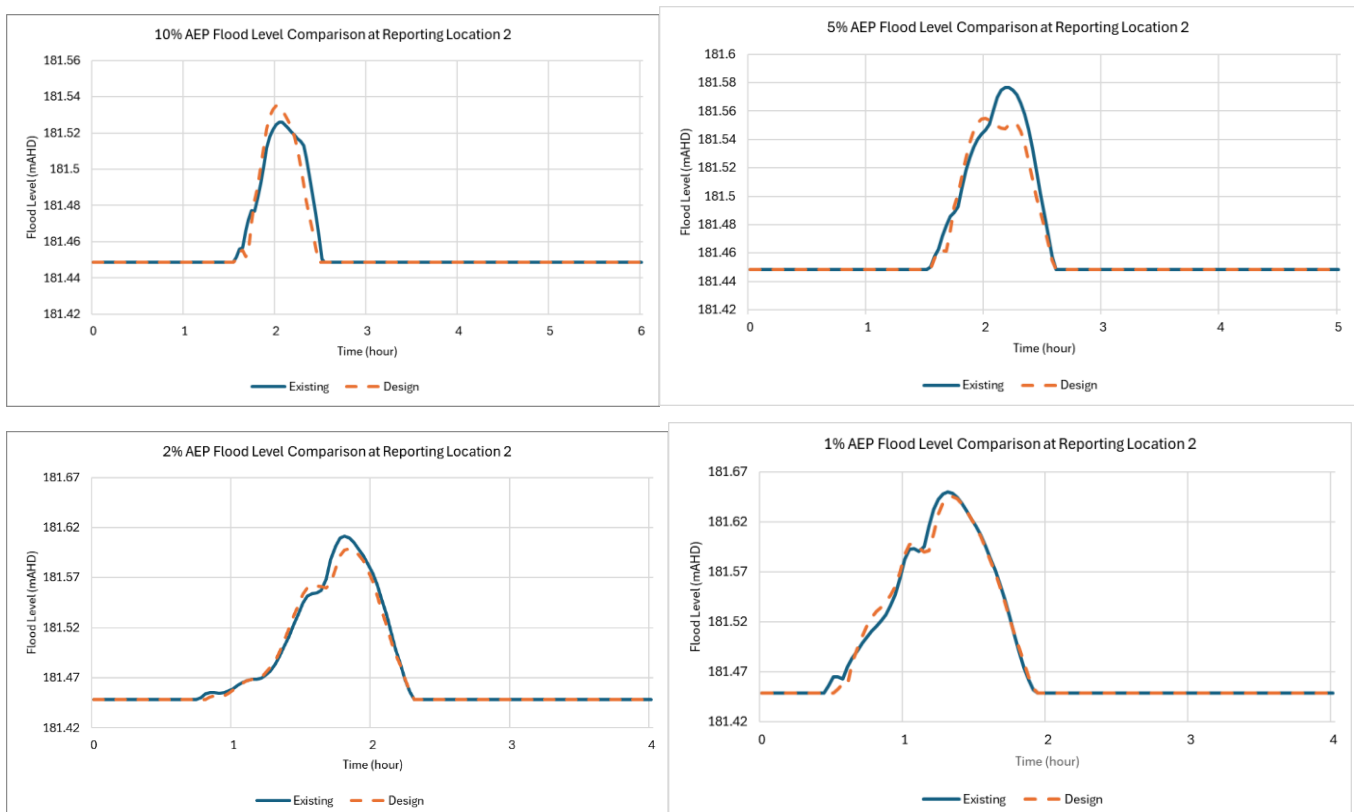 10% AEP Flood Level Comparison at Reporting Location 2
181.56
181.54
181.52
181.5
181.48
181.46
181.44
181.42
Flood Level (mAHD)
0 1 2 3 4 5 6
Time (hour)
Existing Design
5% AEP Flood Level Comparison at Reporting Location 2
181.6
181.58
181.56
181.54
181.52
181.5
181.48
181.46
181.44
181.42
Flood Level (mAHD)
0 1 2 3 4 5
Time (hour)
Existing Design
2% AEP Flood Level Comparison at Reporting Location 2
181.67
181.62
181.57
181.52
181.47
181.42
Flood Level (mAHD)
0 1 2 3 4
Time (hour)
Existing Design
1% AEP Flood Level Comparison at Reporting Location 2
181.67
181.62
181.57
181.52
181.47
181.42
Flood Level (mAHD)
0 1 2 3 4
Time (hour)
Existing Design